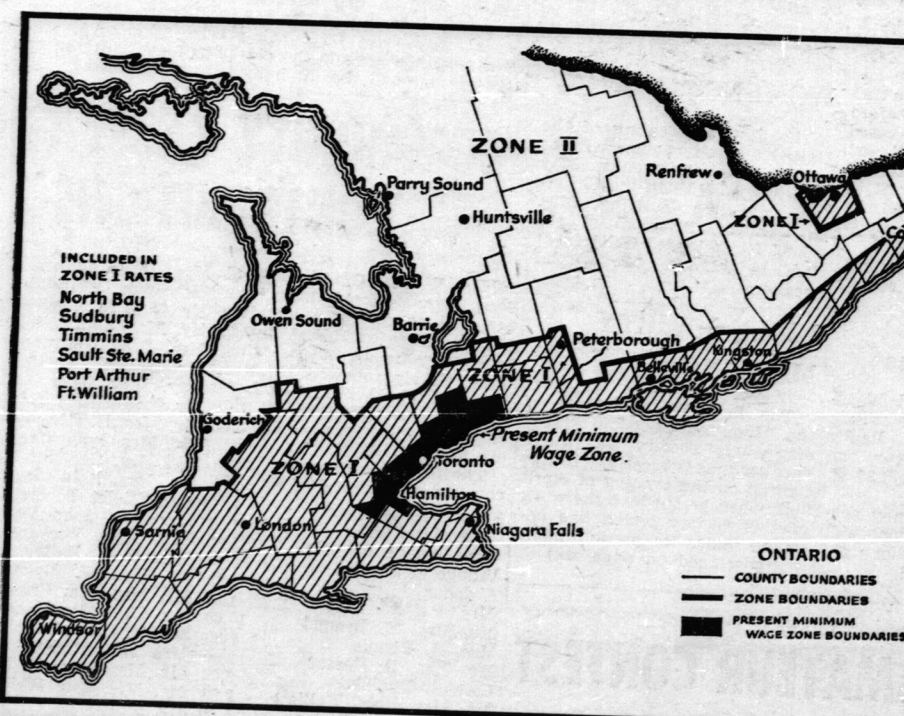 ZONE II
Renfrew
Ottawa
Parry Sound
ZONE I
Huntsville
INCLUDED IN
ZONE I RATES
North Bay
Sudbury
Timmins
Sault Ste. Marie
Port Arthur
Ft. William
Owen Sound
Barrie
Peterborough
Kingston
Belleville
ZONE I
Goderich
Present Minimum
Wage Zone.
Toronto
ZONE I
Hamilton
Sarnia
London
Niagara Falls
Windsor
ONTARIO
COUNTY BOUNDARIES
ZONE BOUNDARIES
PRESENT MINIMUM
WAGE ZONE BOUNDARIES